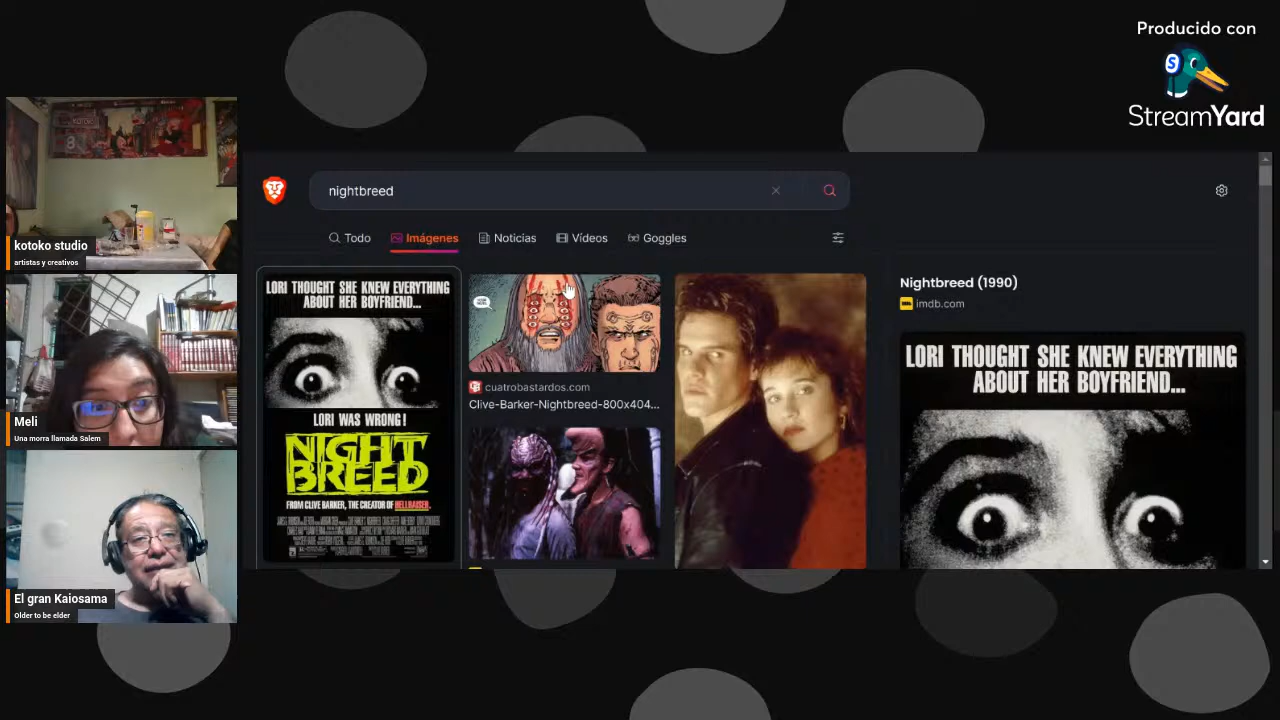 Producido con
StreamYard
kotoko studio
artistas y creativos
Meli
Una morra llamada Salem
El gran Kaiosama
Older to be elder
nightbreed
Todo
Imágenes
Noticias
Vídeos
Goggles
LORI THOUGHT SHE KNEW EVERYTHING
ABOUT HER BOYFRIEND...
LORI WAS WRONG!
NIGHT
BREED
FROM CLIVE BARKER, THE CREATOR OF HELLRAISER.
cuatrobastardos.com
Clive-Barker-Nightbreed-800x404...
Nightbreed (1990)
imdb.com
LORI THOUGHT SHE KNEW EVERYTHING
ABOUT HER BOYFRIEND...